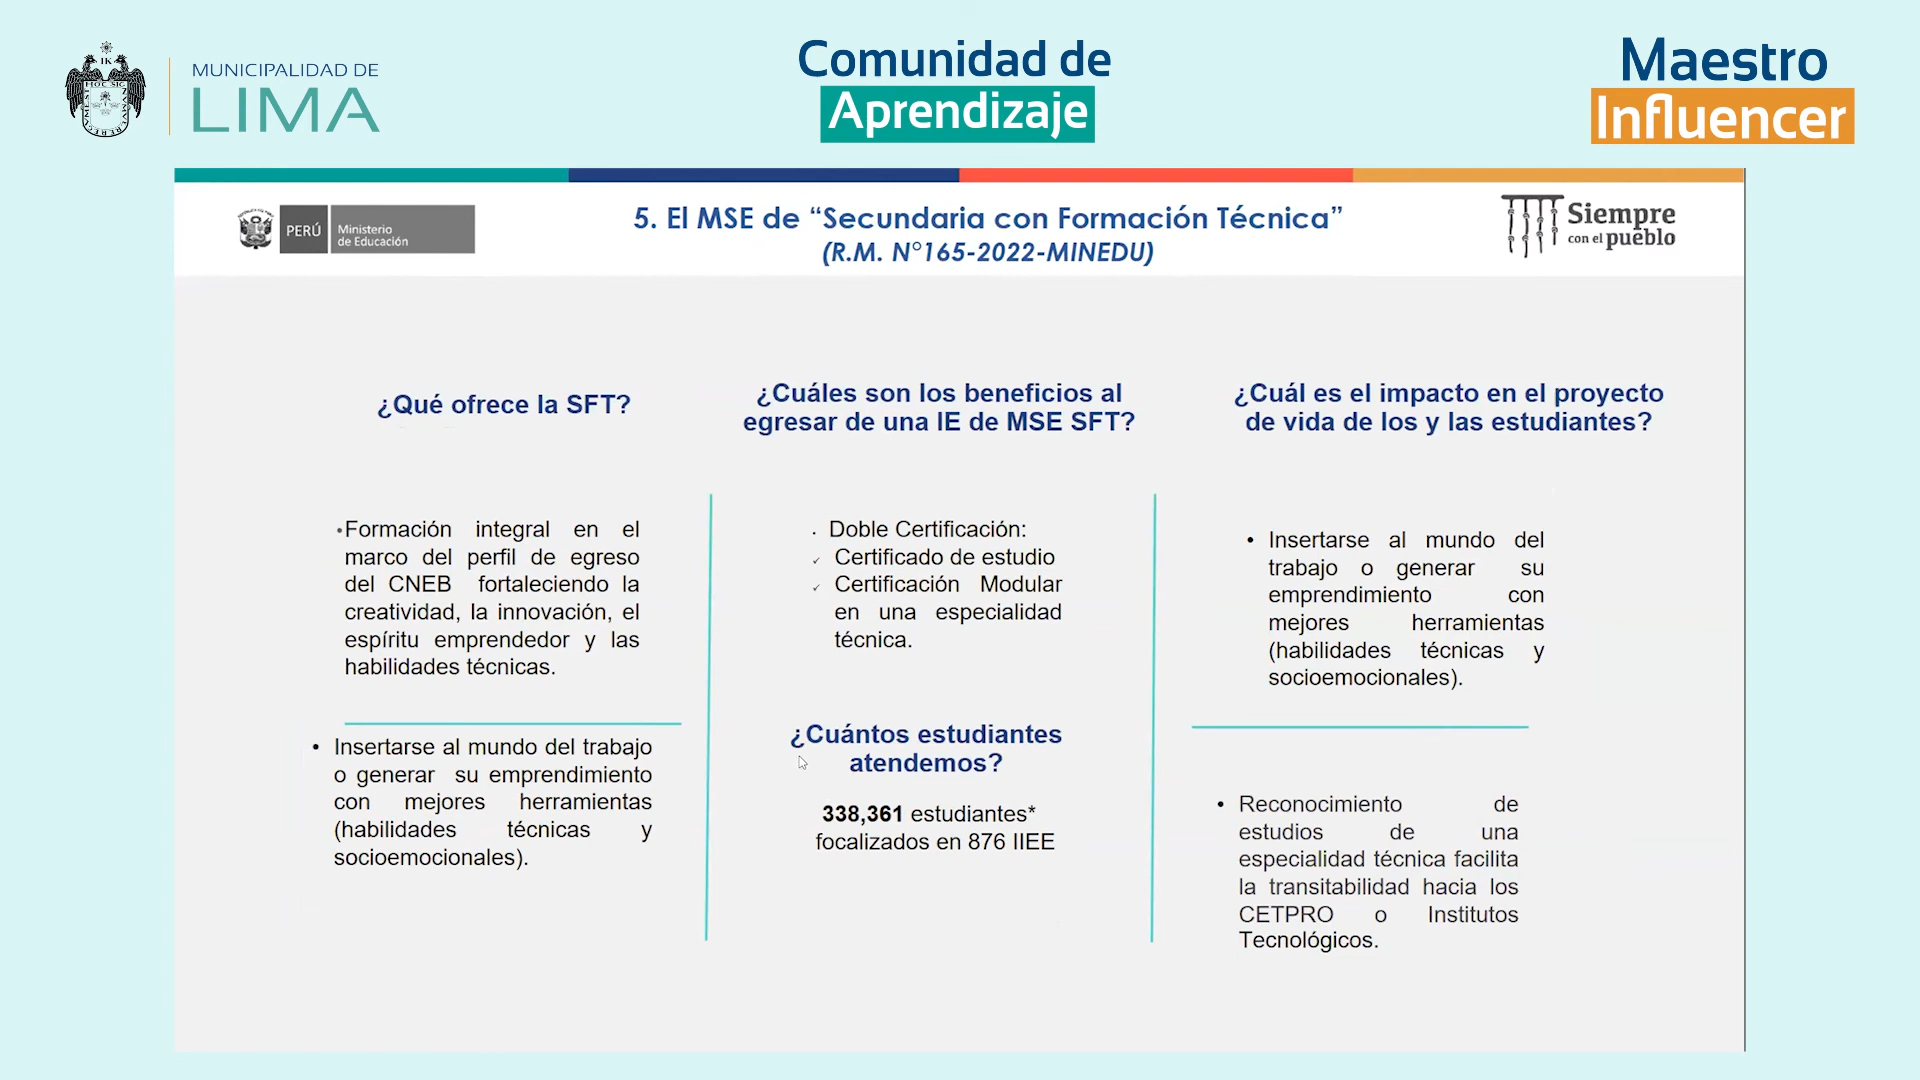 MUNICIPALIDAD DE
LIMA
Comunidad de
Aprendizaje
Maestro
Influencer
PERÚ
Ministerio
de Educación
5. El MSE de “Secundaria con Formación Técnica”
(R.M. N°165-2022-MINEDU)
Siempre
con el pueblo
¿Qué ofrece la SFT?
•Formación integral en el
marco del perfil de egreso
del CNEB fortaleciendo la
creatividad, la innovación, el
espíritu emprendedor y las
habilidades técnicas.
• Insertarse al mundo del trabajo
o generar su emprendimiento
con mejores herramientas
(habilidades técnicas y
socioemocionales).
¿Cuáles son los beneficios al
egresar de una IE de MSE SFT?
• Doble Certificación:
✓ Certificado de estudio
✓ Certificación Modular
en una especialidad
técnica.
¿Cuántos estudiantes
atendemos?
338,361 estudiantes*
focalizados en 876 IIEE
¿Cuál es el impacto en el proyecto
de vida de los y las estudiantes?
• Insertarse al mundo del
trabajo o generar su
emprendimiento con
mejores herramientas
(habilidades técnicas y
socioemocionales).
• Reconocimiento de
estudios de una
especialidad técnica facilita
la transitabilidad hacia los
CETPRO o Institutos
Tecnológicos.